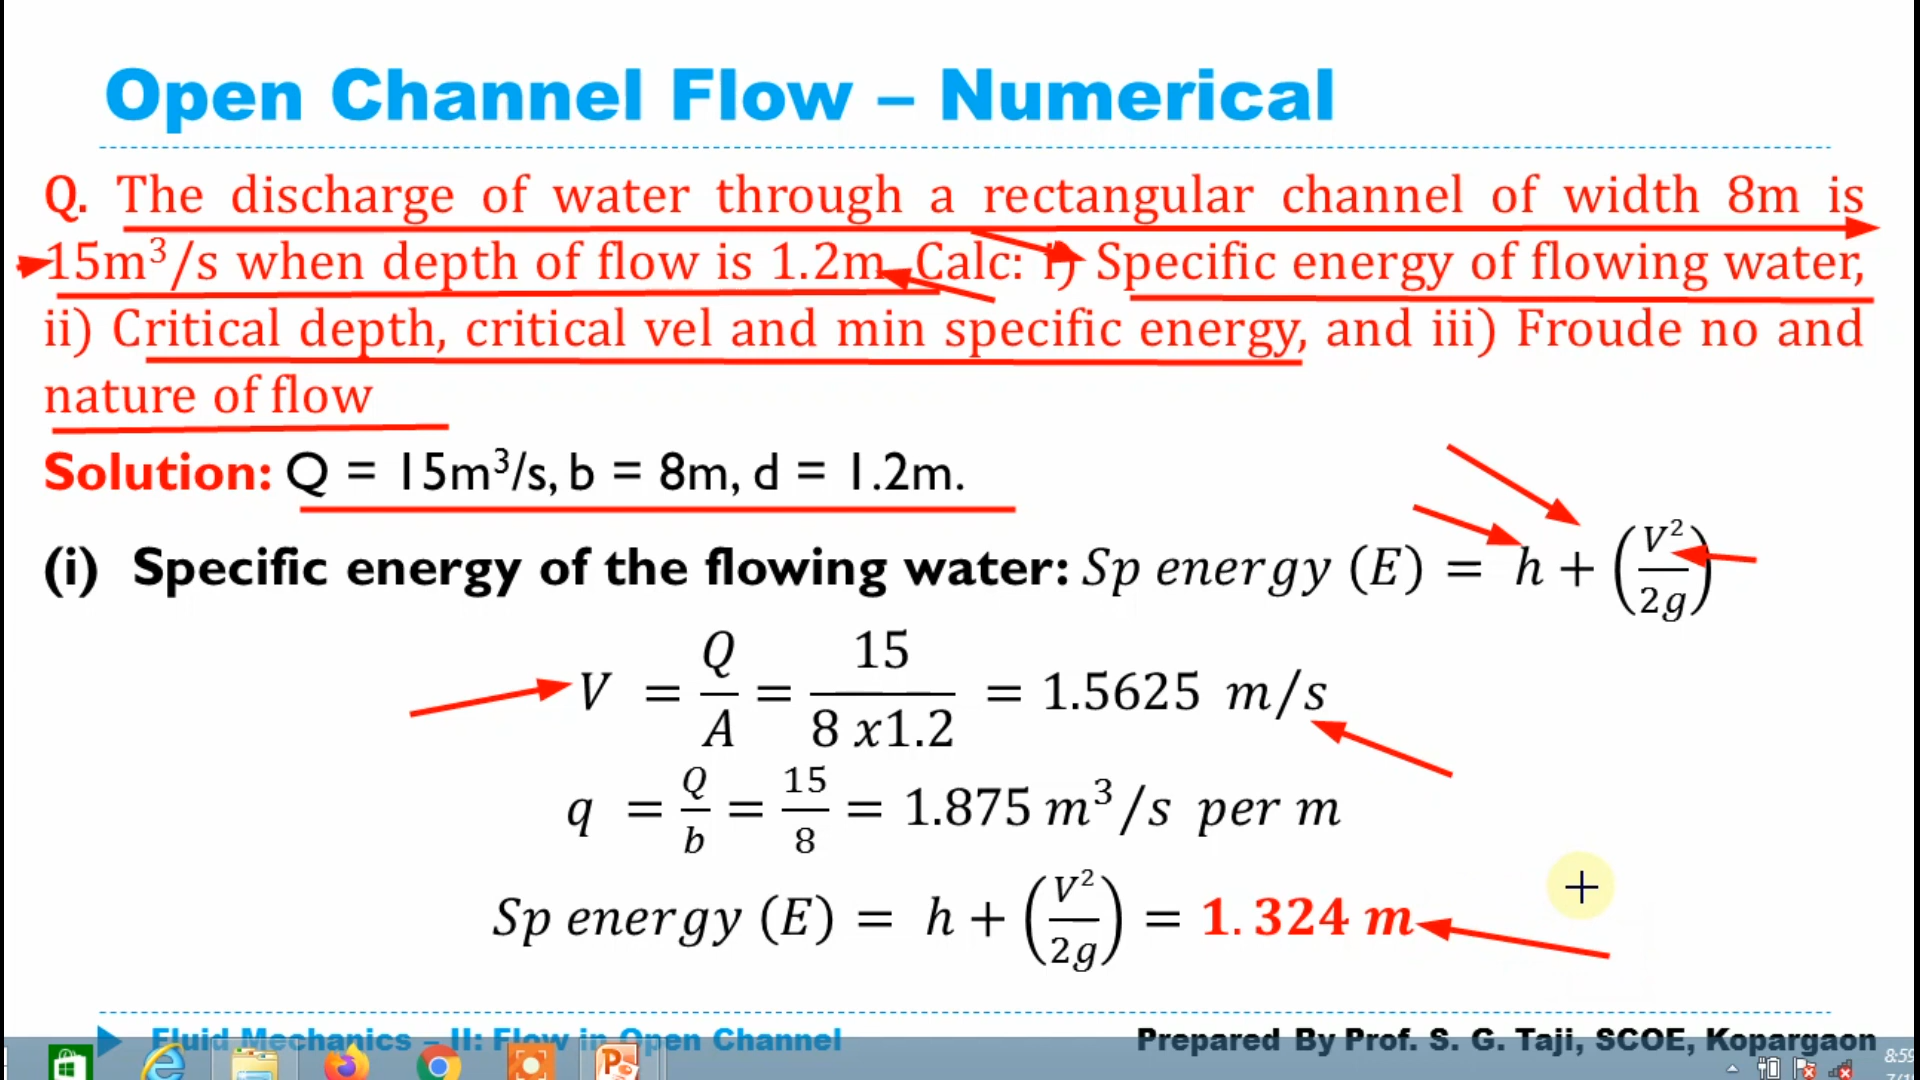 Open Channel Flow – Numerical
Q. The discharge of water through a rectangular channel of width 8m is
15m³/s when depth of flow is 1.2m. Calc: i) Specific energy of flowing water,
ii) Critical depth, critical vel and min specific energy, and iii) Froude no and
nature of flow
Solution: Q = 15m³/s, b = 8m, d = 1.2m.
(i) Specific energy of the flowing water: Sp energy (E) = h + (V²/2g)
V = Q/A = 15/(8 x1.2) = 1.5625 m/s
q = Q/b = 15/8 = 1.875 m³/s per m
Sp energy (E) = h + (V²/2g) = 1.324 m
Fluid Mechanics – II: Flow in Open Channel
Prepared By Prof. S. G. Taji, SCOE, Kopargaon